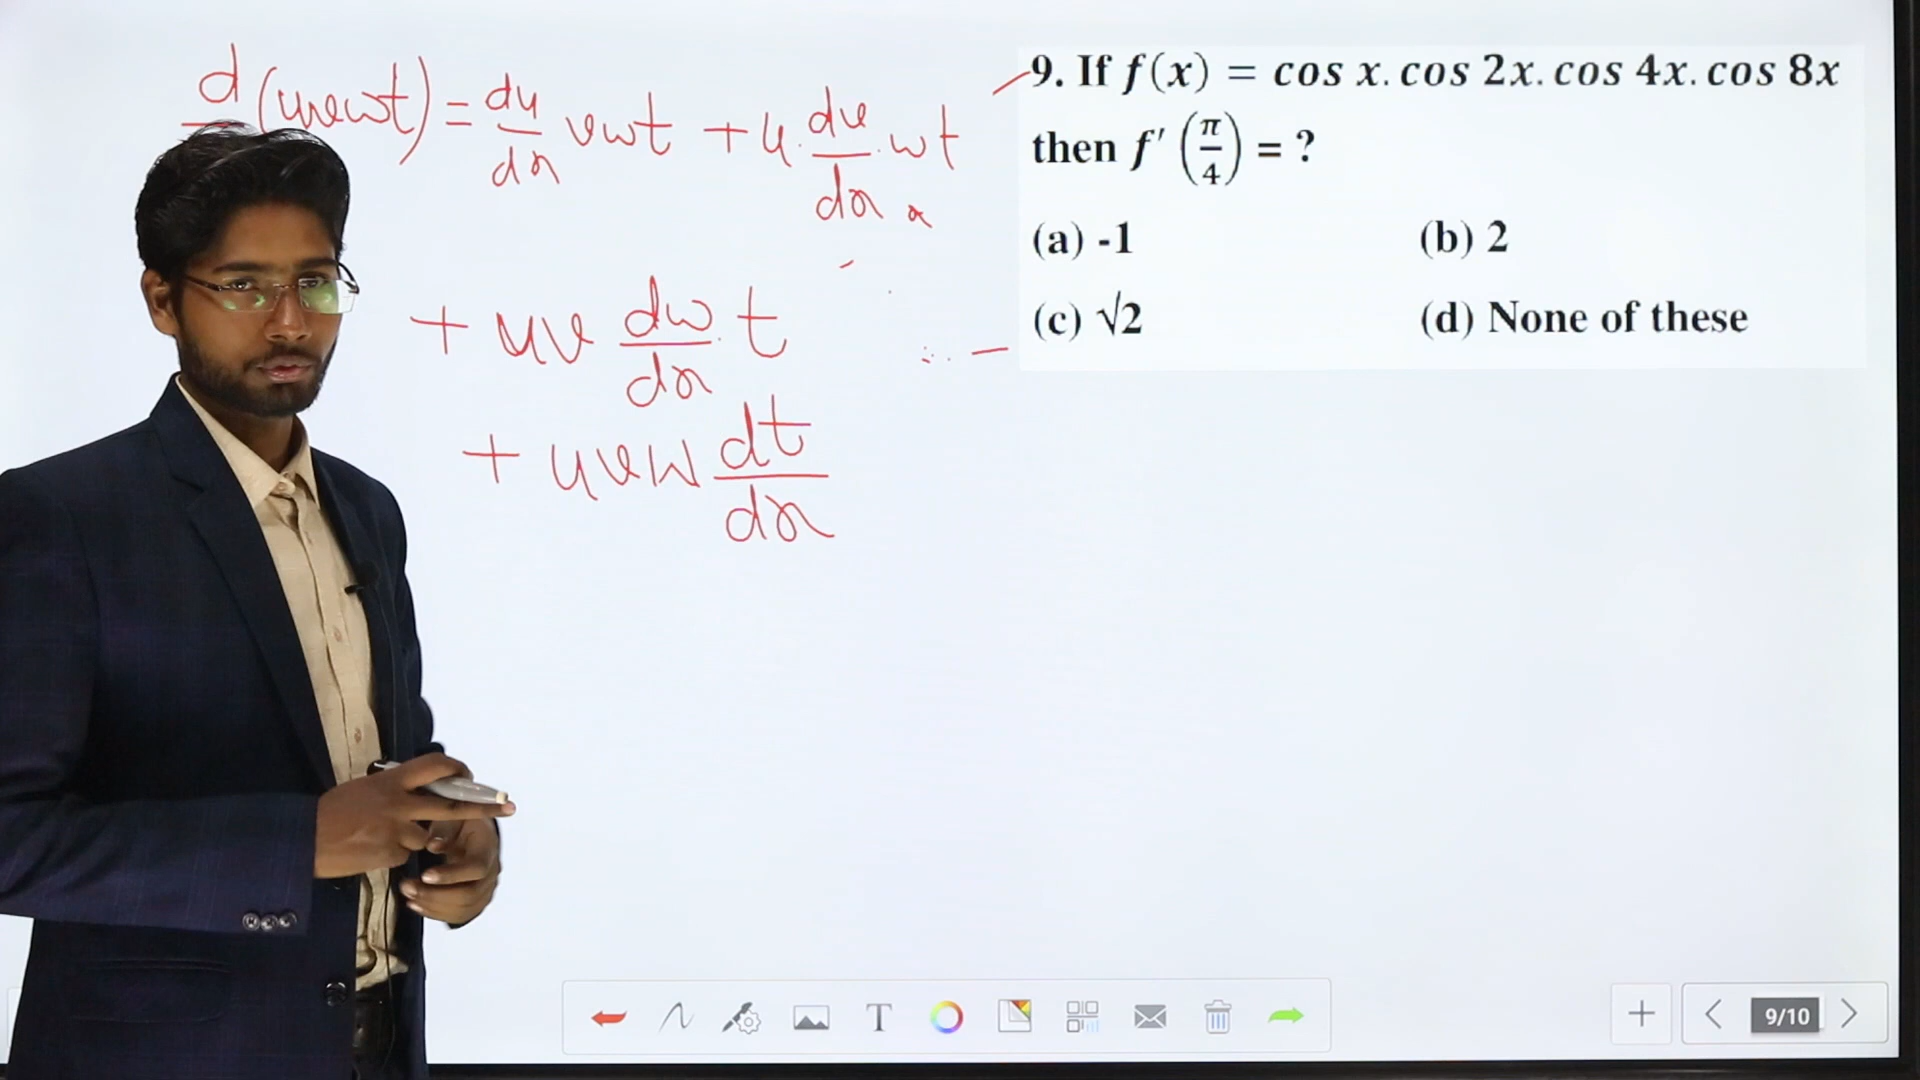 d (uvwt) = du/dx vwt + u. dv/dx . wt
+ uv dw/dx . t
+ uvw dt/dx
9. If f(x) = cos x. cos 2x. cos 4x. cos 8x
then f′ (π/4) = ?
(a) -1 (b) 2
(c) √2 (d) None of these
T
9/10